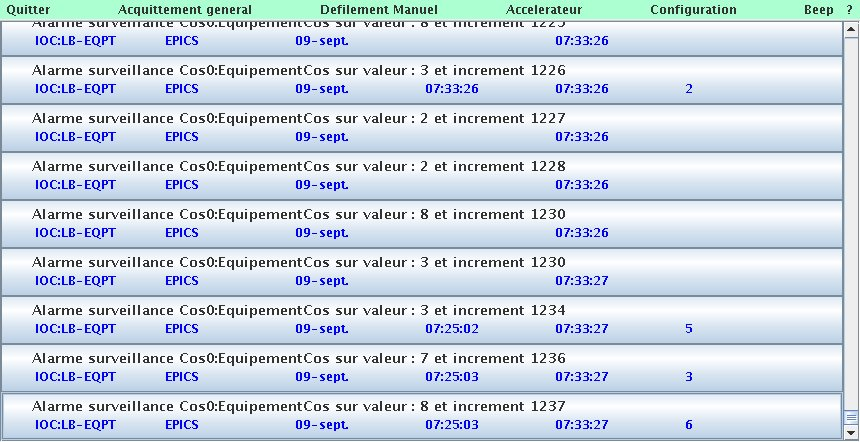 Quitter Acquittement general Defilement Manuel Accelerateur Configuration Beep ?
Alarme surveillance Cos0:EquipementCos sur valeur : 8 et increment 1225
IOC:LB-EQPT EPICS 09-sept. 07:33:26
Alarme surveillance Cos0:EquipementCos sur valeur : 3 et increment 1226
IOC:LB-EQPT EPICS 09-sept. 07:33:26 07:33:26 2
Alarme surveillance Cos0:EquipementCos sur valeur : 2 et increment 1227
IOC:LB-EQPT EPICS 09-sept. 07:33:26
Alarme surveillance Cos0:EquipementCos sur valeur : 2 et increment 1228
IOC:LB-EQPT EPICS 09-sept. 07:33:26
Alarme surveillance Cos0:EquipementCos sur valeur : 8 et increment 1230
IOC:LB-EQPT EPICS 09-sept. 07:33:26
Alarme surveillance Cos0:EquipementCos sur valeur : 3 et increment 1230
IOC:LB-EQPT EPICS 09-sept. 07:33:27
Alarme surveillance Cos0:EquipementCos sur valeur : 3 et increment 1234
IOC:LB-EQPT EPICS 09-sept. 07:25:02 07:33:27 5
Alarme surveillance Cos0:EquipementCos sur valeur : 7 et increment 1236
IOC:LB-EQPT EPICS 09-sept. 07:25:03 07:33:27 3
Alarme surveillance Cos0:EquipementCos sur valeur : 8 et increment 1237
IOC:LB-EQPT EPICS 09-sept. 07:25:03 07:33:27 6